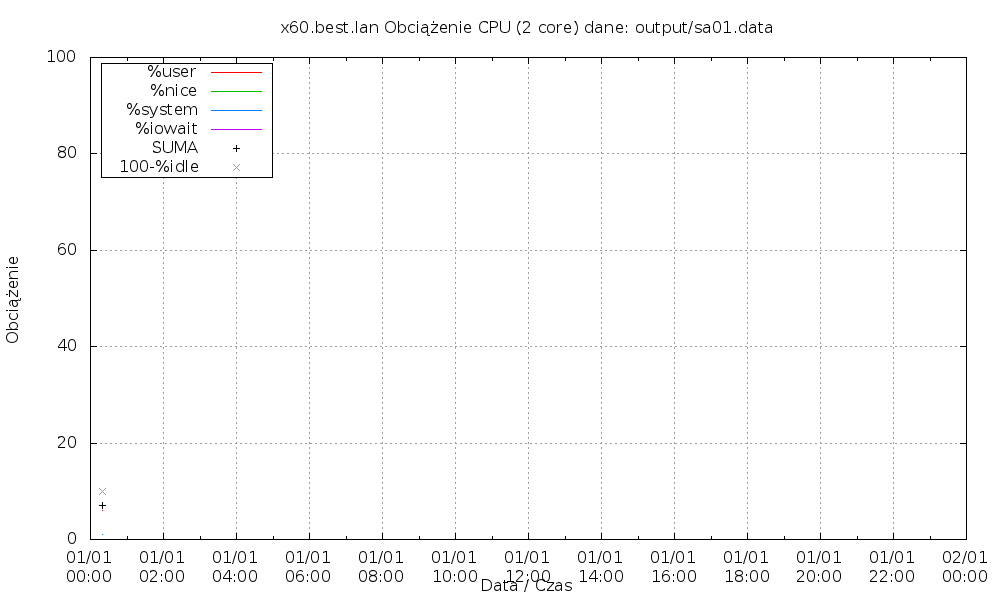 x60.best.lan Obciążenie CPU (2 core) dane: output/sa01.data
100
80
60
40
20
0
Obciążenie
%user
%nice
%system
%iowait
SUMA
100-%idle
01/01 01/01 01/01 01/01 01/01 01/01 01/01 01/01 01/01 01/01 01/01 01/01 02/01
00:00 02:00 04:00 06:00 08:00 10:00 12:00 14:00 16:00 18:00 20:00 22:00 00:00
Data / Czas